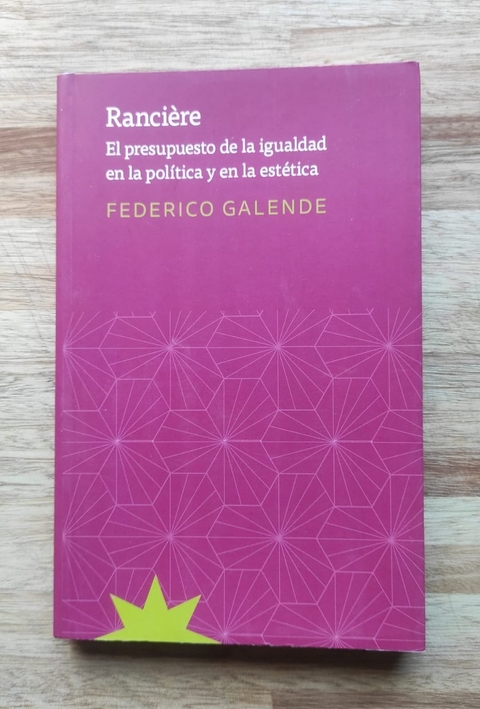 Rancière
El presupuesto de la igualdad
en la política y en la estética
FEDERICO GALENDE